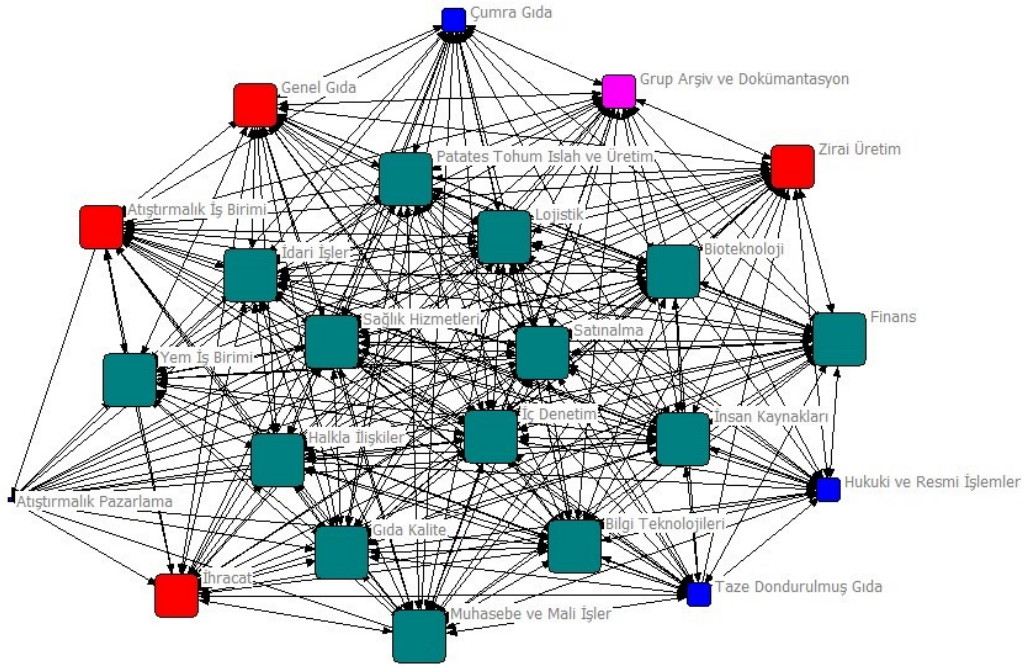 Çumra Gıda
Grup Arşiv ve Dokümantasyon
Genel Gıda
Zirai Üretim
Patates Tohum Islah ve Üretim
Atıştırmalık İş Birimi
Lojistik
İdari İşler
Bioteknoloji
Sağlık Hizmetleri
Finans
Satınalma
Yem İş Birimi
İç Denetim
İnsan Kaynakları
Halkla İlişkiler
Hukuki ve Resmi İşlemler
Atıştırmalık Pazarlama
Bilgi Teknolojileri
Gıda Kalite
İhracat
Taze Dondurulmuş Gıda
Muhasebe ve Mali İşler